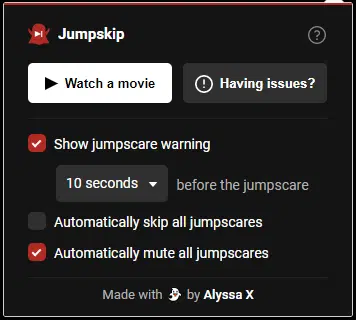 Jumpskip
Watch a movie
Having issues?
Show jumpscare warning
10 seconds before the jumpscare
Automatically skip all jumpscares
Automatically mute all jumpscares
Made with by Alyssa X